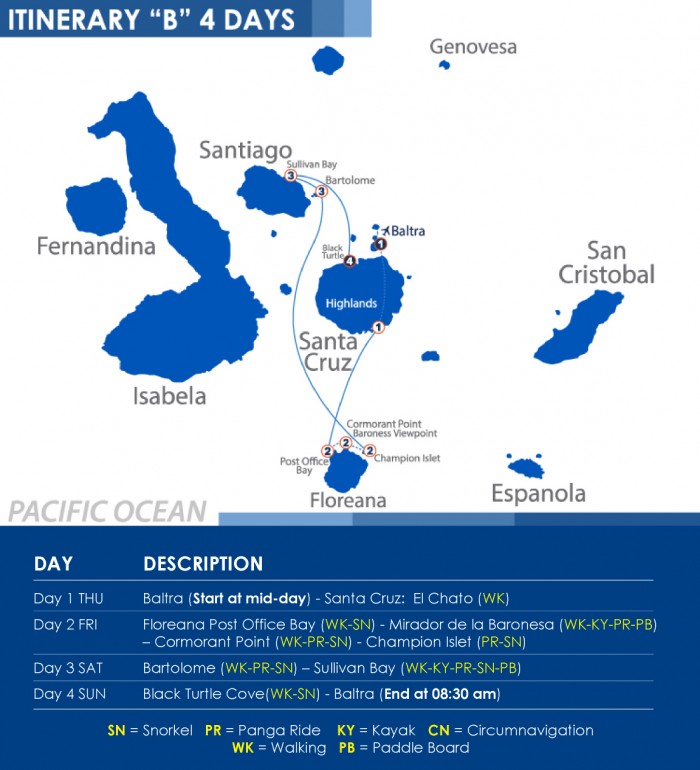 ITINERARY “B” 4 DAYS
Genovesa
Santiago
Sullivan Bay
3
3
Bartolome
Fernandina
Baltra
1
Black
Turtle
4
San
Cristobal
Highlands
Santa
Cruz
1
Isabela
Cormorant Point
Baroness Viewpoint
2
2
2
Post Office
Bay
Champion Islet
Floreana
Espanola
PACIFIC OCEAN
DAY DESCRIPTION
Day 1 THU Baltra (Start at mid-day) - Santa Cruz: El Chato (WK)
Day 2 FRI Floreana Post Office Bay (WK-SN) - Mirador de la Baronesa (WK-KY-PR-PB)
– Cormorant Point (WK-PR-SN) - Champion Islet (PR-SN)
Day 3 SAT Bartolome (WK-PR-SN) – Sullivan Bay (WK-KY-PR-SN-PB)
Day 4 SUN Black Turtle Cove(WK-SN) - Baltra (End at 08:30 am)
SN = Snorkel PR = Panga Ride KY = Kayak CN = Circumnavigation
WK = Walking PB = Paddle Board